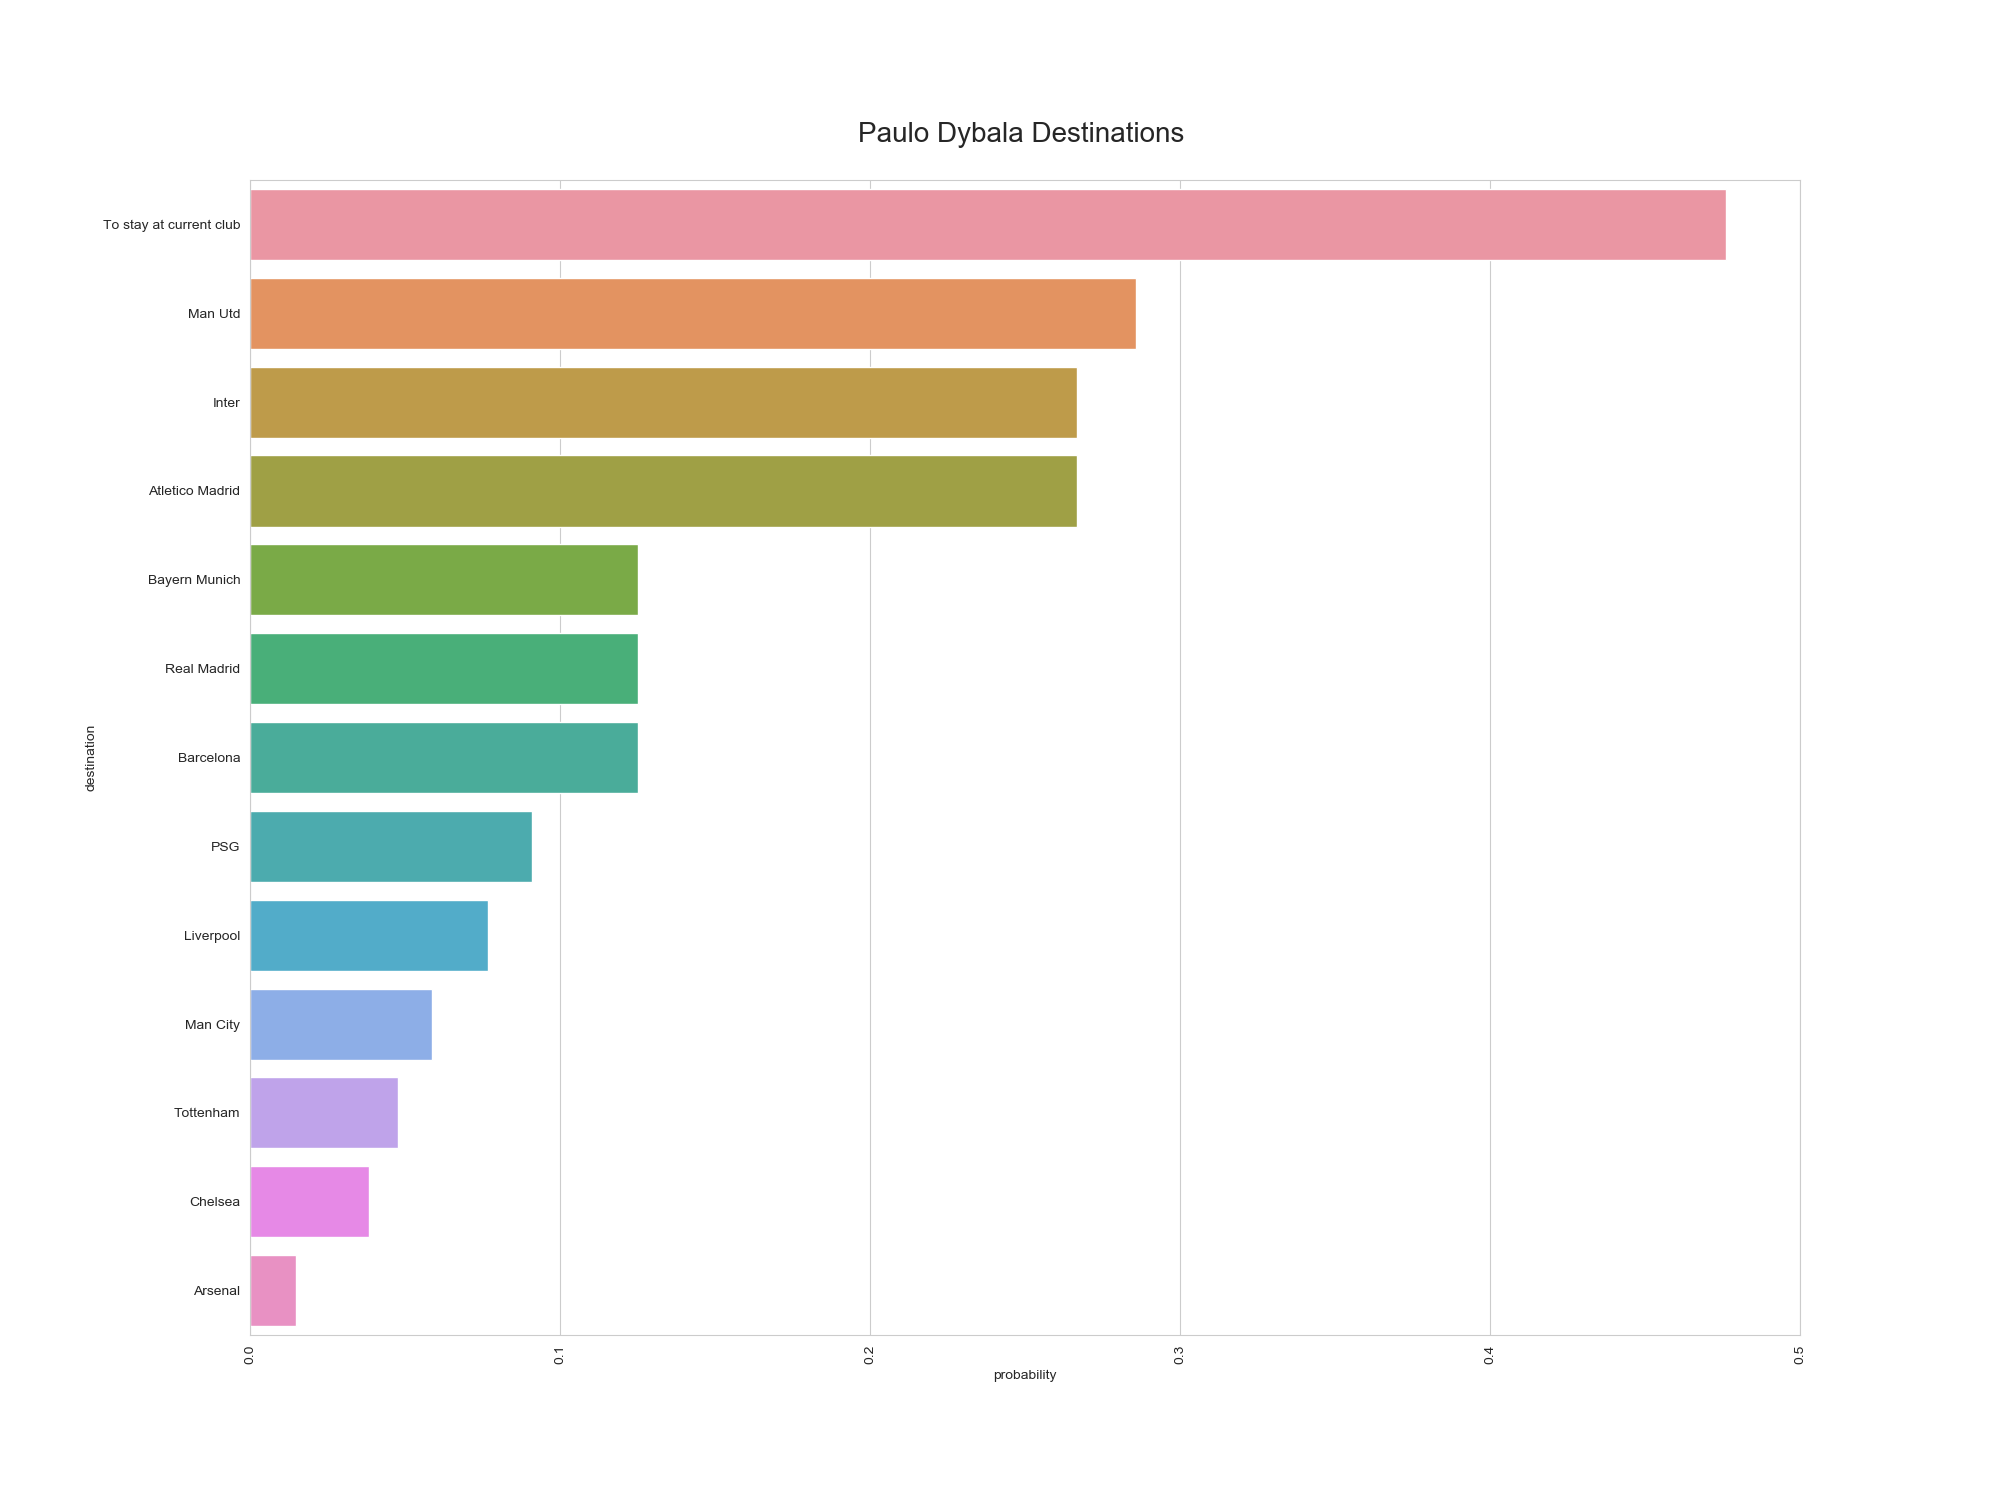 Paulo Dybala Destinations
To stay at current club
Man Utd
Inter
Atletico Madrid
Bayern Munich
Real Madrid
Barcelona
PSG
Liverpool
Man City
Tottenham
Chelsea
Arsenal
destination
0.0
0.1
0.2
0.3
0.4
0.5
probability